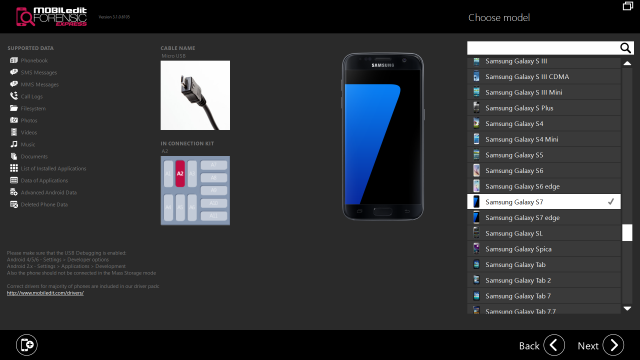 MOBILedit
FORENSIC
EXPRESS
Choose model
SUPPORTED DATA
Phonebook
SMS Messages
MMS Messages
Call Logs
Filesystem
Photos
Videos
Music
Documents
List of Installed Applications
Data of Applications
Advanced Android Data
Deleted Phone Data
CABLE NAME
Micro USB
IN CONNECTION KIT
A2
A2
SAMSUNG
Samsung Galaxy S III
Samsung Galaxy S III CDMA
Samsung Galaxy S III Mini
Samsung Galaxy S Plus
Samsung Galaxy S4
Samsung Galaxy S4 Mini
Samsung Galaxy S5
Samsung Galaxy S6
Samsung Galaxy S6 edge
Samsung Galaxy S7
Samsung Galaxy S7 edge
Samsung Galaxy SL
Samsung Galaxy Spica
Samsung Galaxy Tab
Samsung Galaxy Tab 2
Samsung Galaxy Tab 7
Samsung Galaxy Tab 7.7
Please make sure that the USB Debugging is enabled:
Android 4/5/6 - Settings > Developer options
Android 2.x - Settings > Applications > Development
Also the phone should not be connected in the Mass Storage mode
Correct drivers for majority of phones are included in our driver pack:
http://www.mobiledit.com/drivers/
Back
Next